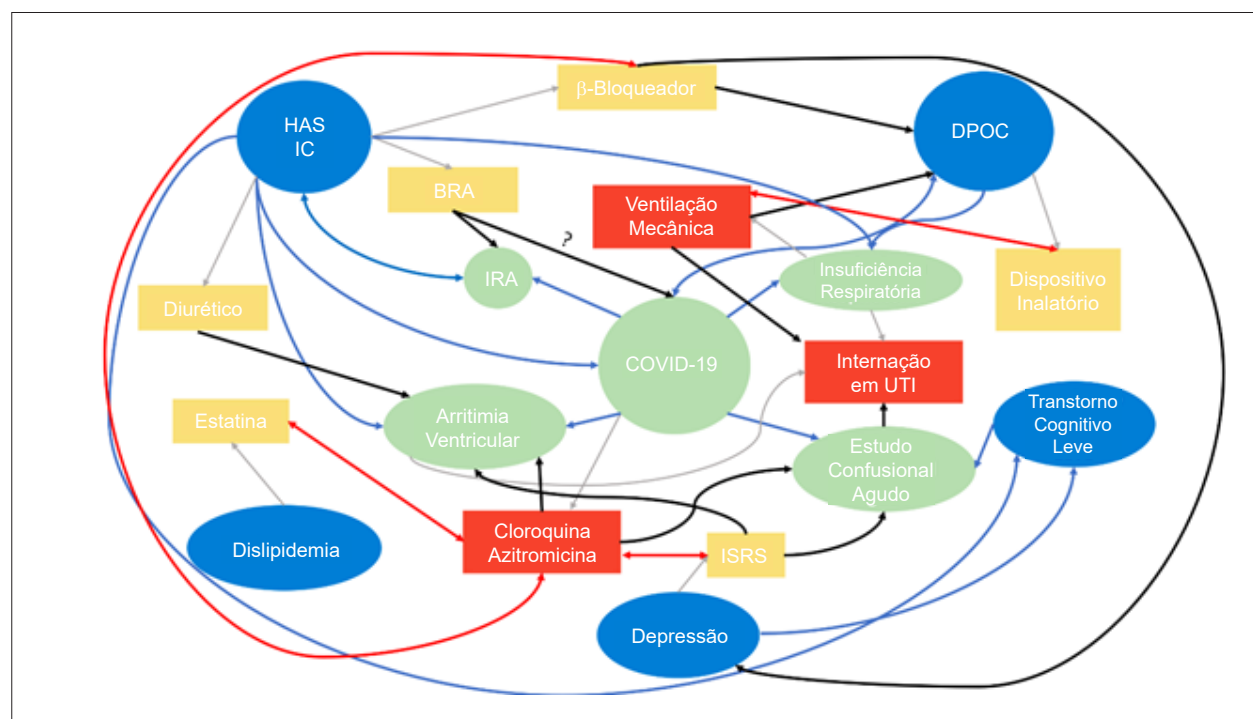 β-Bloqueador
HAS
IC
DPOC
BRA
Ventilação
Mecânica
?
IRA
Insuficiência
Respiratória
Dispositivo
Inalatório
Diurético
COVID-19
Internação
em UTI
Estatina
Arritimia
Ventricular
Transtorno
Cognitivo
Leve
Estudo
Confusional
Agudo
Dislipidemia
Cloroquina
Azitromicina
ISRS
Depressão